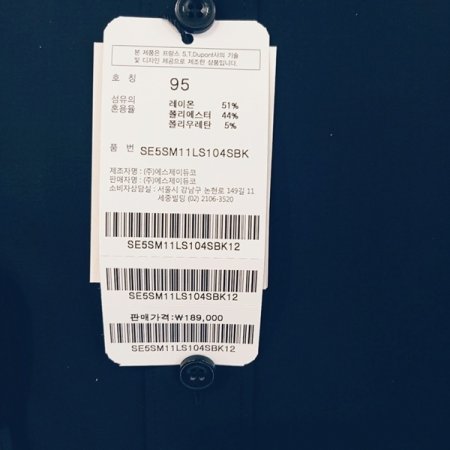 본 제품은 프랑스 S.T.Dupont사의 기술
및 디자인 제공으로 제조한 상품입니다.
호 칭 95
섬유의 레이온 51%
혼용율 폴리에스터 44%
폴리우레탄 5%
품 번 SE5SM11LS104SBK
제조자명 : (주)에스제이듀코
판매자명 : (주)에스제이듀코
소비자상담실 : 서울시 강남구 논현로 149길 11
세중빌딩 (02) 2106-3520
SE5SM11LS104SBK12
SE5SM11LS104SBK12
판매가격:₩189,000
SE5SM11LS104SBK12